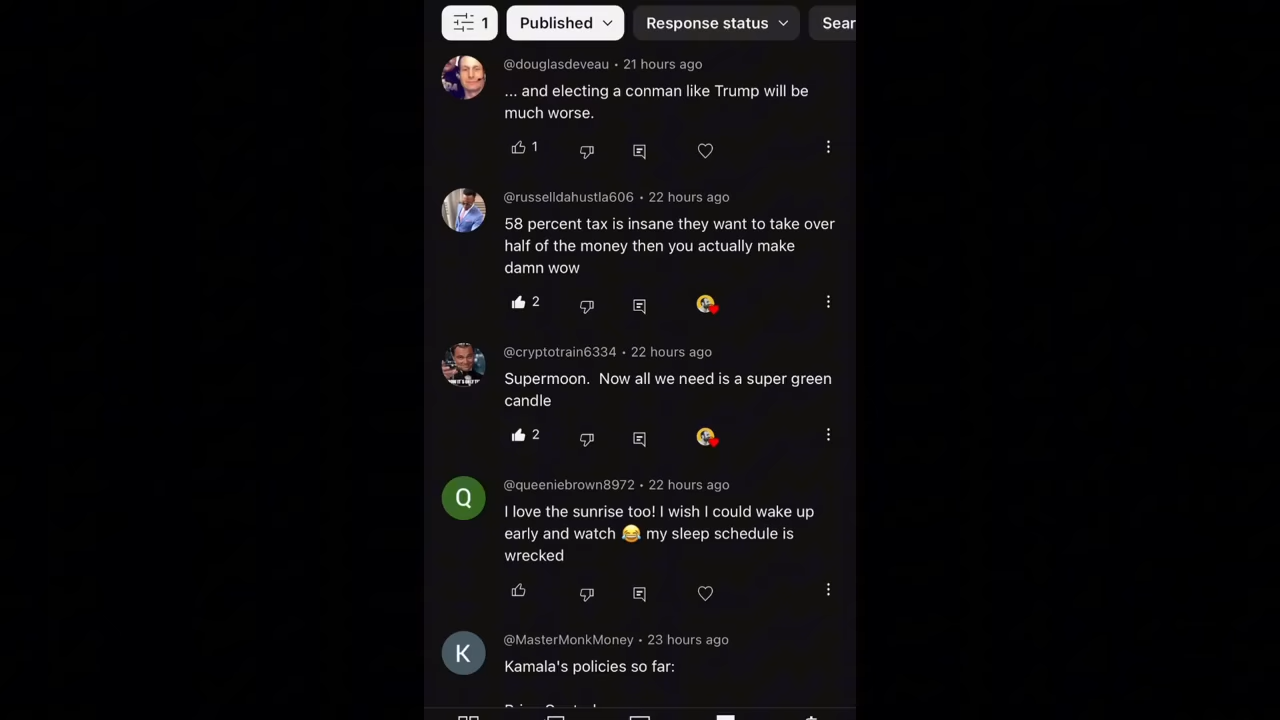 1
Published
Response status
Sear
@douglasdeveau • 21 hours ago
... and electing a conman like Trump will be
much worse.
1
@russelldahustla606 • 22 hours ago
58 percent tax is insane they want to take over
half of the money then you actually make
damn wow
2
@cryptotrain6334 • 22 hours ago
Supermoon.  Now all we need is a super green
candle
2
Q
@queeniebrown8972 • 22 hours ago
I love the sunrise too! I wish I could wake up
early and watch 😂 my sleep schedule is
wrecked
K
@MasterMonkMoney • 23 hours ago
Kamala's policies so far: